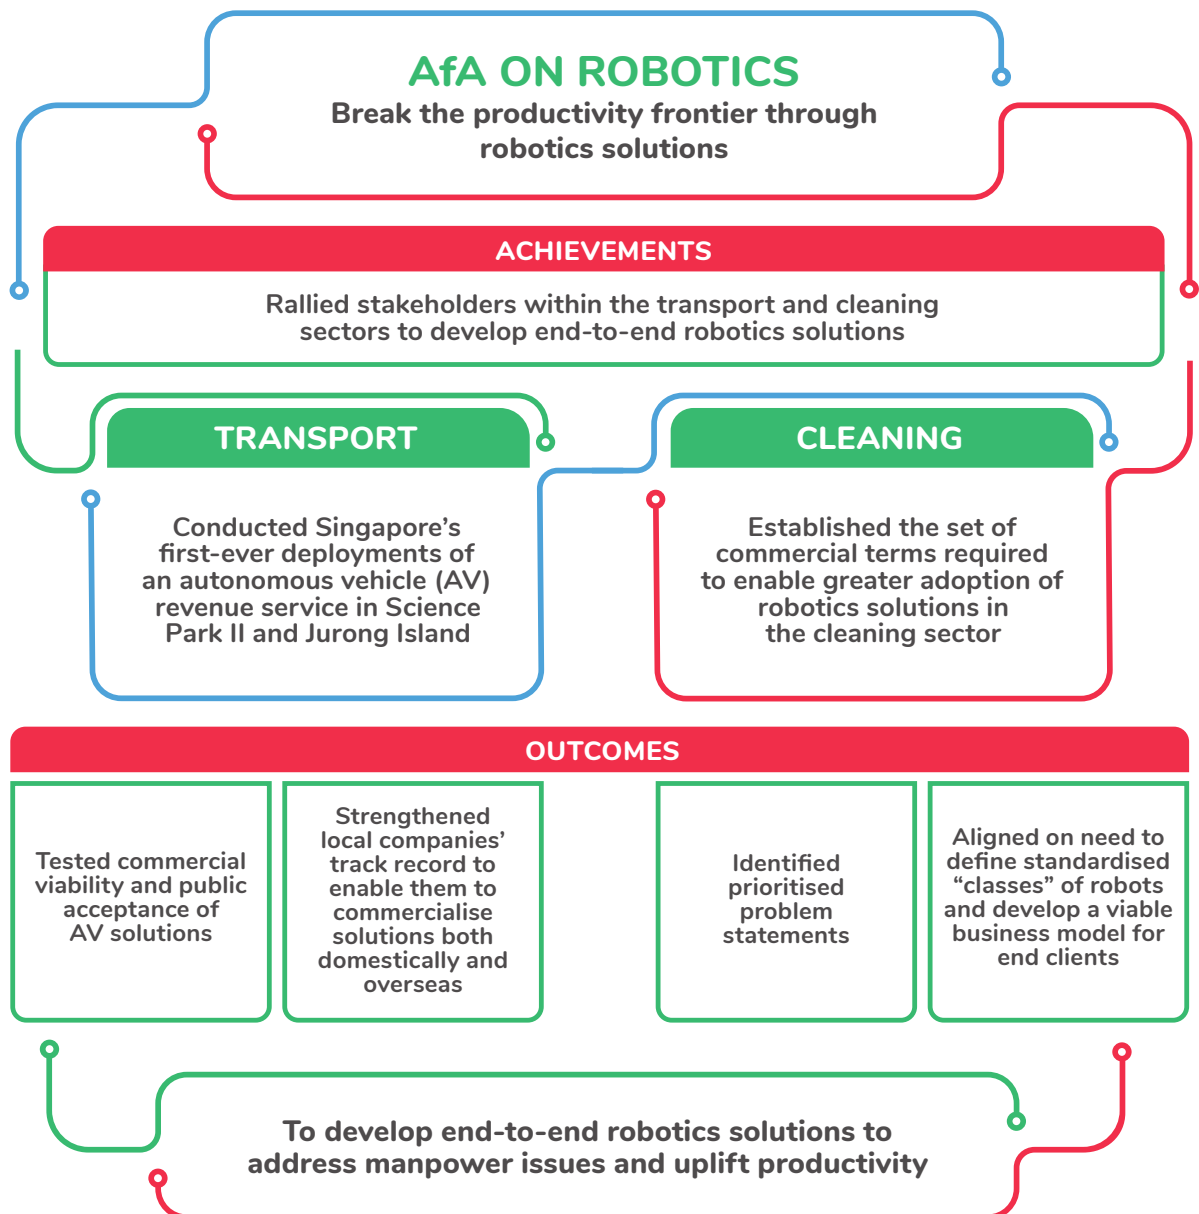 AfA ON ROBOTICS
Break the productivity frontier through
robotics solutions
ACHIEVEMENTS
Rallied stakeholders within the transport and cleaning
sectors to develop end-to-end robotics solutions
TRANSPORT
Conducted Singapore’s
first-ever deployments of
an autonomous vehicle (AV)
revenue service in Science
Park II and Jurong Island
CLEANING
Established the set of
commercial terms required
to enable greater adoption of
robotics solutions in
the cleaning sector
OUTCOMES
Tested commercial
viability and public
acceptance of
AV solutions
Strengthened
local companies’
track record to
enable them to
commercialise
solutions both
domestically and
overseas
Identified
prioritised
problem
statements
Aligned on need to
define standardised
“classes” of robots
and develop a viable
business model for
end clients
To develop end-to-end robotics solutions to
address manpower issues and uplift productivity